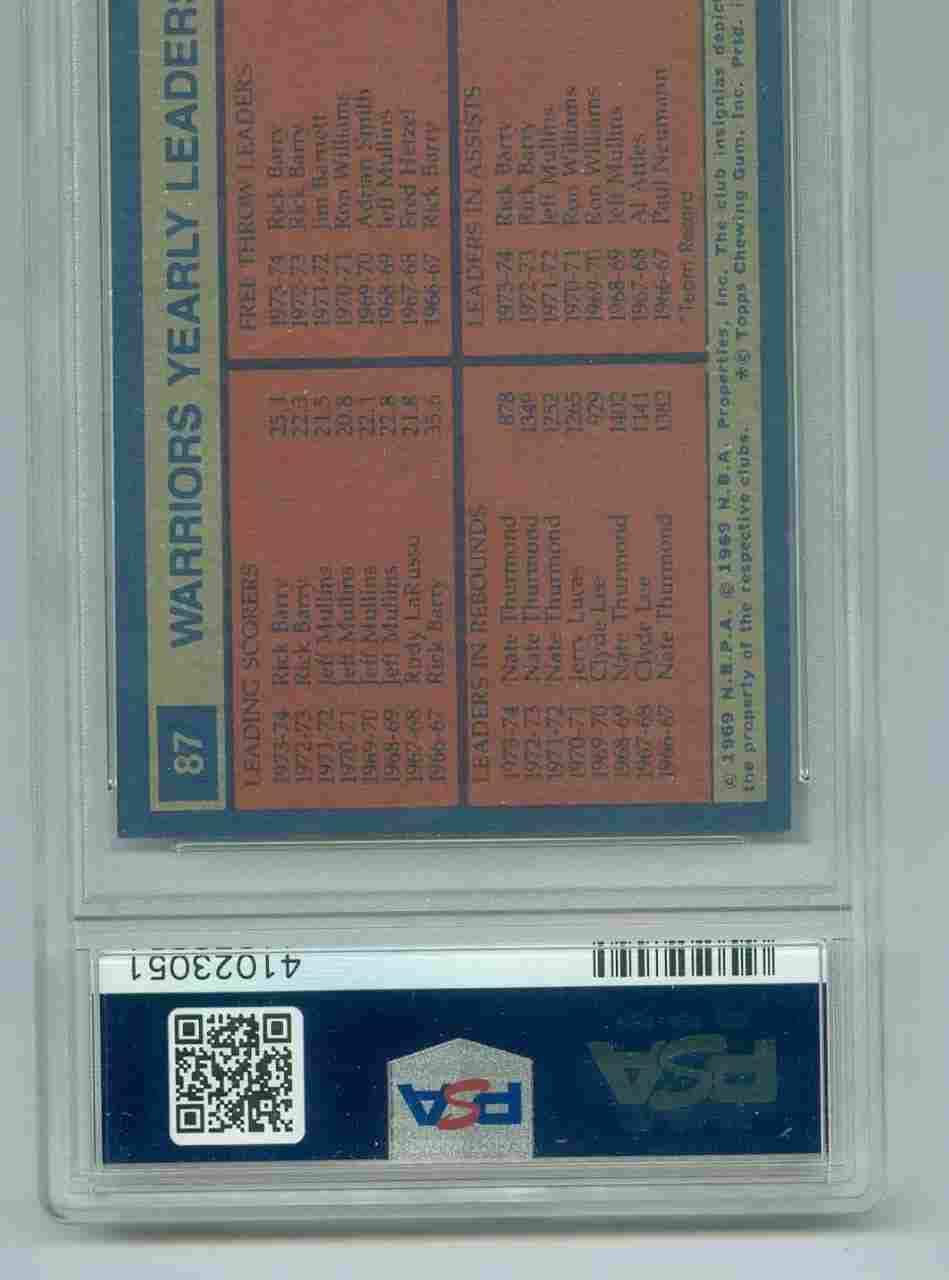 87 WARRIORS YEARLY LEADERS
LEADING SCORERS
1973-74 Rick Barry 25.1
1972-73 Rick Barry 22.3
1971-72 Jeff Mullins 21.5
1970-71 Jeff Mullins 20.8
1969-70 Jeff Mullins 22.1
1968-69 Jeff Mullins 22.8
1967-68 Rudy LaRusso 21.8
1966-67 Rick Barry 35.6
FREE THROW LEADERS
1973-74 Rick Barry
1972-73 Rick Barry
1971-72 Jim Barnett
1970-71 Ron Williams
1969-70 Adrian Smith
1968-69 Jeff Mullins
1967-68 Fred Hetzel
1966-67 Rick Barry
LEADERS IN REBOUNDS
1973-74 Nate Thurmond 878
1972-73 Nate Thurmond 1349
1971-72 Nate Thurmond 1252
1970-71 Jerry Lucas 1265
1969-70 Clyde Lee 929
1968-69 Nate Thurmond 1402
1967-68 Clyde Lee 1141
1966-67 Nate Thurmond 1382
LEADERS IN ASSISTS
1973-74 Rick Barry
1972-73 Rick Barry
1971-72 Jeff Mullins
1970-71 Ron Williams
1969-70 Ron Williams
1968-69 Jeff Mullins
1967-68 Al Attles
1966-67 Paul Neumann
*Team Record
© 1969 N.B.P.A. © 1969 N.B.A. Properties, Inc. The club insignias depict
the property of the respective clubs. *© Topps Chewing Gum, Inc. Prtd.
41023051
PSA
PSA